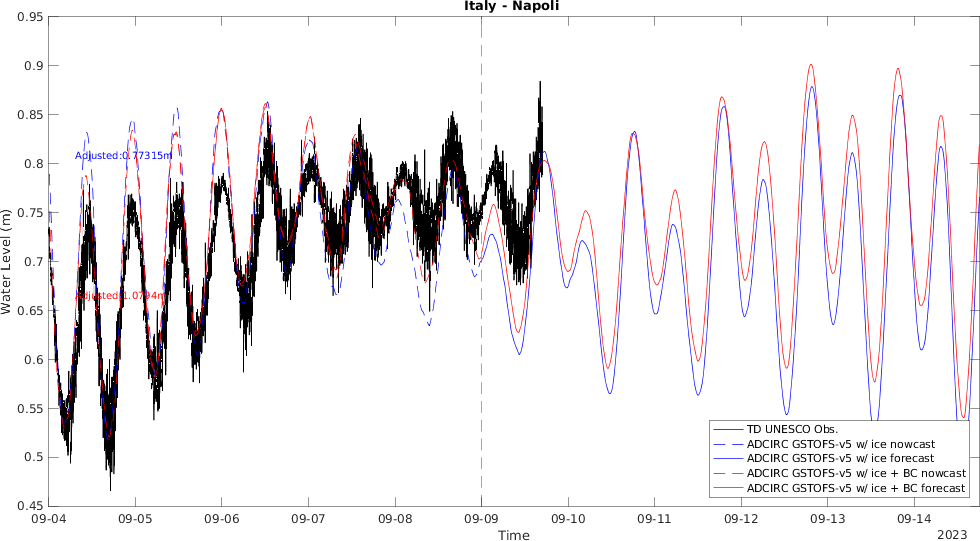 Italy - Napoli
0.95
0.9
0.85
0.8
0.75
0.7
0.65
0.6
0.55
0.5
0.45
Water Level (m)
Adjusted:0.77315m
Adjusted:1.0794m
TD UNESCO Obs.
ADCIRC GSTOFS-v5 w/ ice nowcast
ADCIRC GSTOFS-v5 w/ ice forecast
ADCIRC GSTOFS-v5 w/ ice + BC nowcast
ADCIRC GSTOFS-v5 w/ ice + BC forecast
09-04 09-05 09-06 09-07 09-08 09-09 09-10 09-11 09-12 09-13 09-14
Time
2023